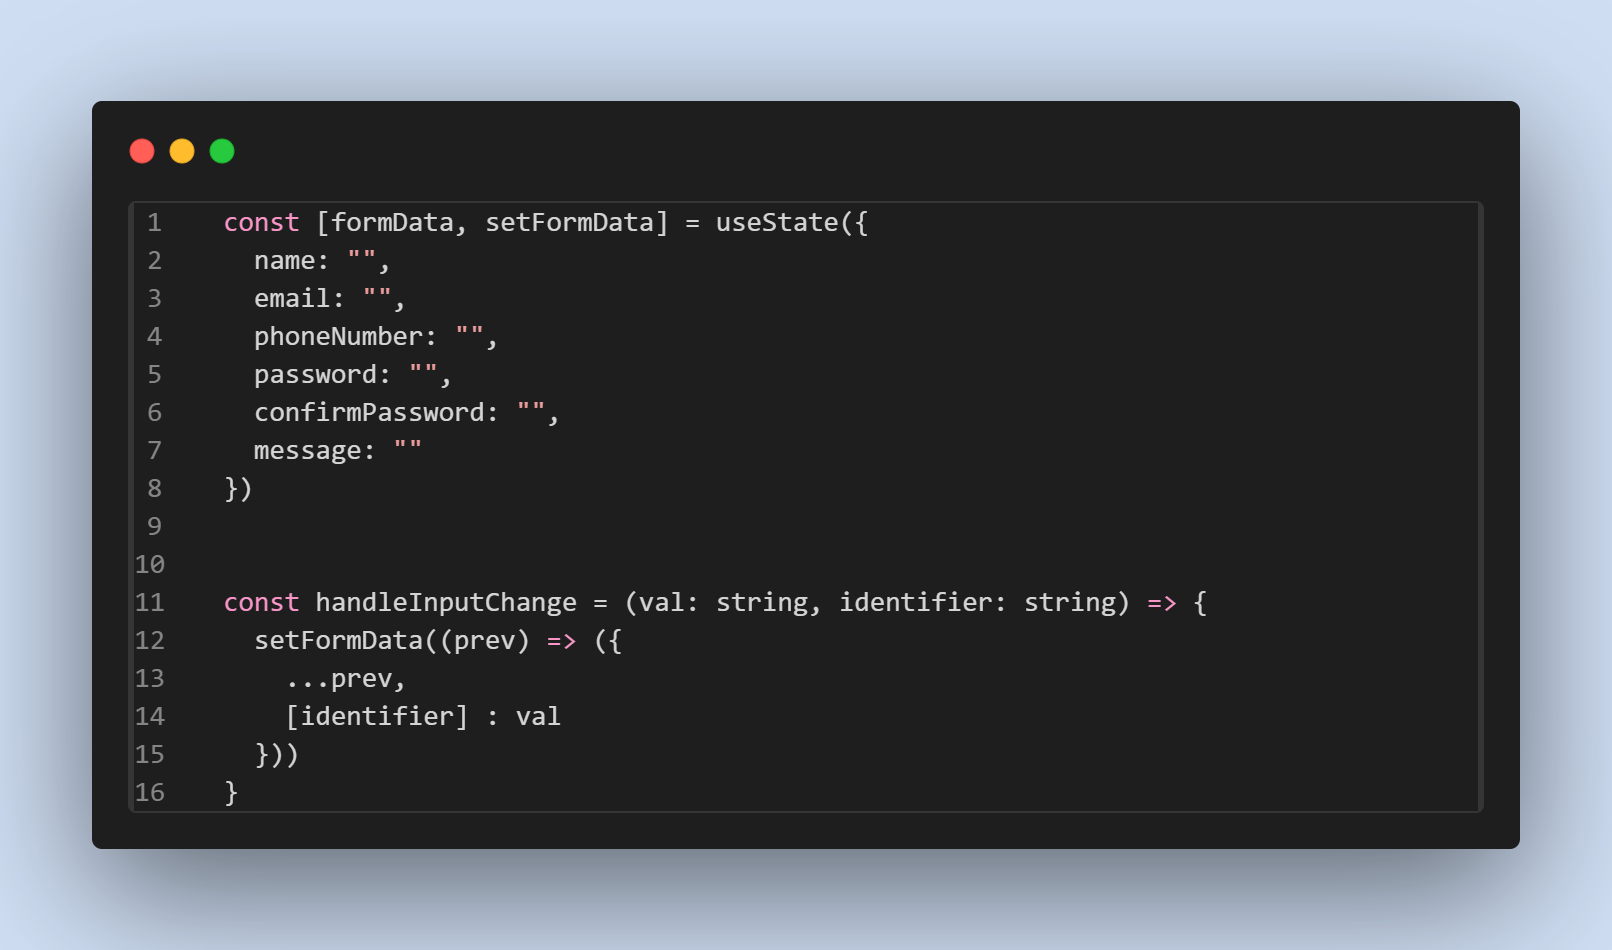 1 const [formData, setFormData] = useState({
2 name: "",
3 email: "",
4 phoneNumber: "",
5 password: "",
6 confirmPassword: "",
7 message: ""
8 })
9
10
11 const handleInputChange = (val: string, identifier: string) => {
12 setFormData((prev) => ({
13 ...prev,
14 [identifier] : val
15 }))
16 }